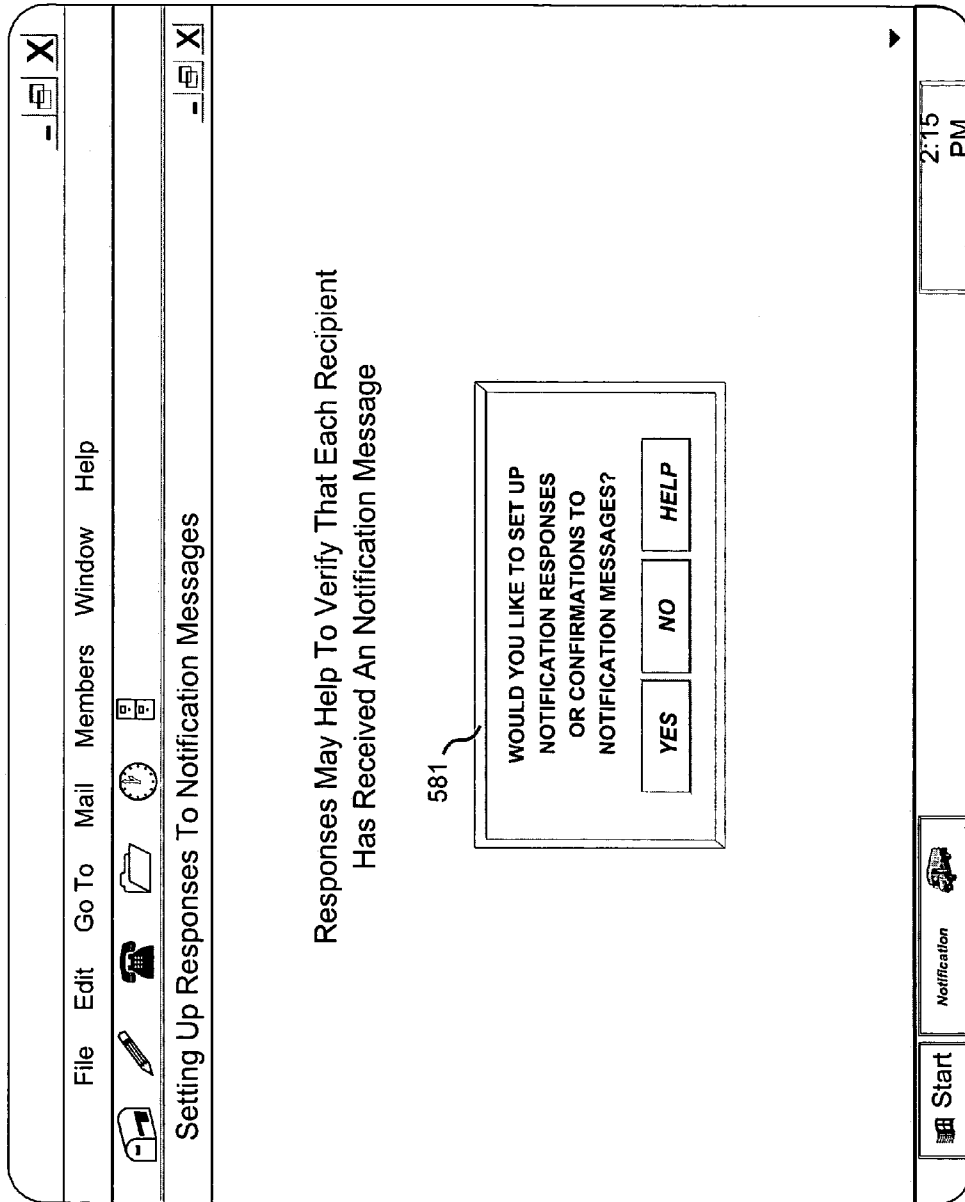 File Edit Go To Mail Members Window Help
Setting Up Responses To Notification Messages
Responses May Help To Verify That Each Recipient
Has Received An Notification Message
581
WOULD YOU LIKE TO SET UP
NOTIFICATION RESPONSES
OR CONFIRMATIONS TO
NOTIFICATION MESSAGES?
YES NO HELP
Start Notification 2:15
PM